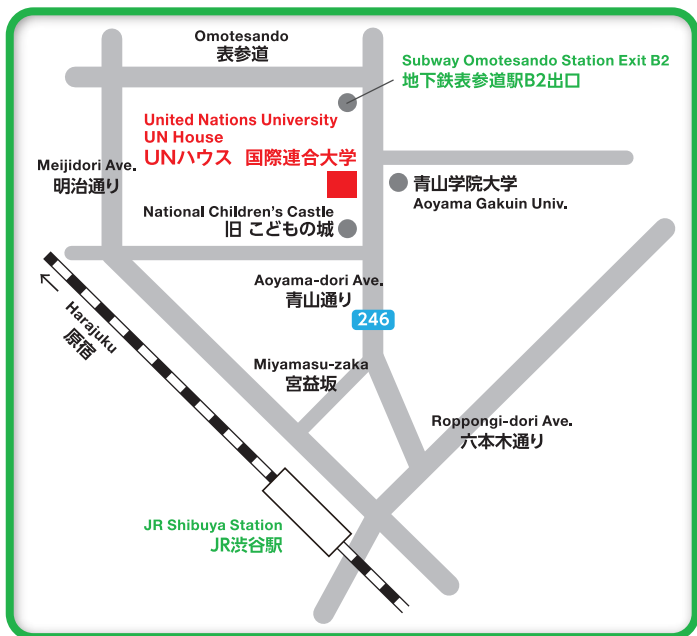 Omotesando
表参道
Subway Omotesando Station Exit B2
地下鉄表参道駅B2出口
United Nations University
UN House
UNハウス 国際連合大学
Meijidori Ave.
明治通り
青山学院大学
Aoyama Gakuin Univ.
National Children's Castle
旧 こどもの城
Aoyama-dori Ave.
青山通り
246
Harajuku
原宿
Miyamasu-zaka
宮益坂
Roppongi-dori Ave.
六本木通り
JR Shibuya Station
JR渋谷駅